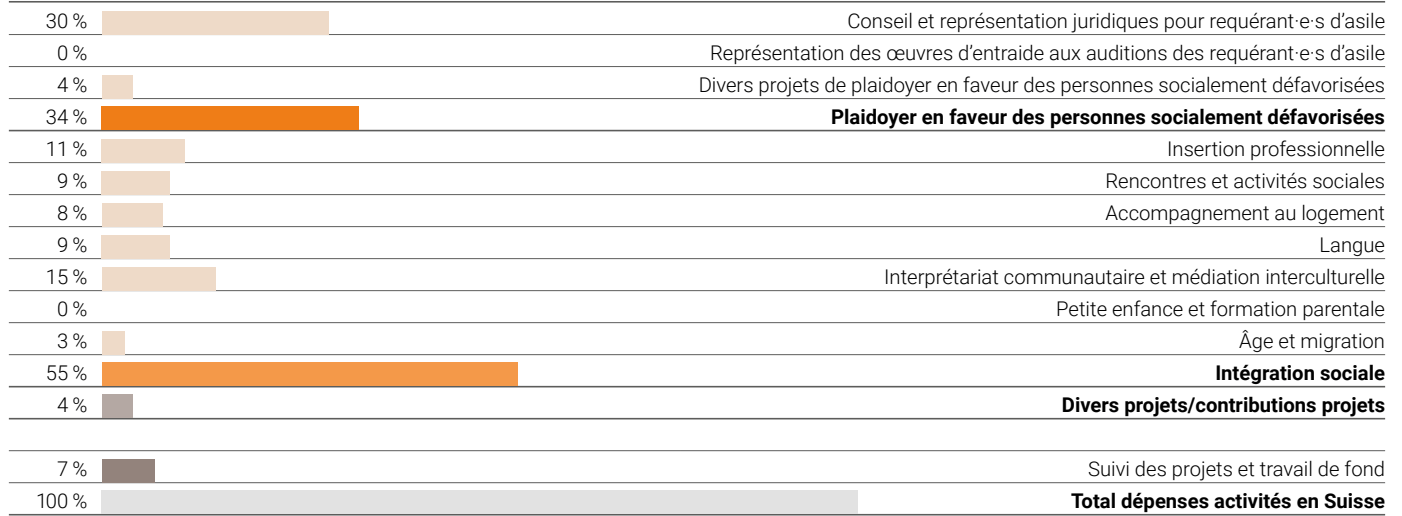 30 % Conseil et représentation juridiques pour requérant·e·s d’asile
0 % Représentation des œuvres d’entraide aux auditions des requérant·e·s d’asile
4 % Divers projets de plaidoyer en faveur des personnes socialement défavorisées
34 % Plaidoyer en faveur des personnes socialement défavorisées
11 % Insertion professionnelle
9 % Rencontres et activités sociales
8 % Accompagnement au logement
9 % Langue
15 % Interprétariat communautaire et médiation interculturelle
0 % Petite enfance et formation parentale
3 % Âge et migration
55 % Intégration sociale
4 % Divers projets/contributions projets
7 % Suivi des projets et travail de fond
100 % Total dépenses activités en Suisse